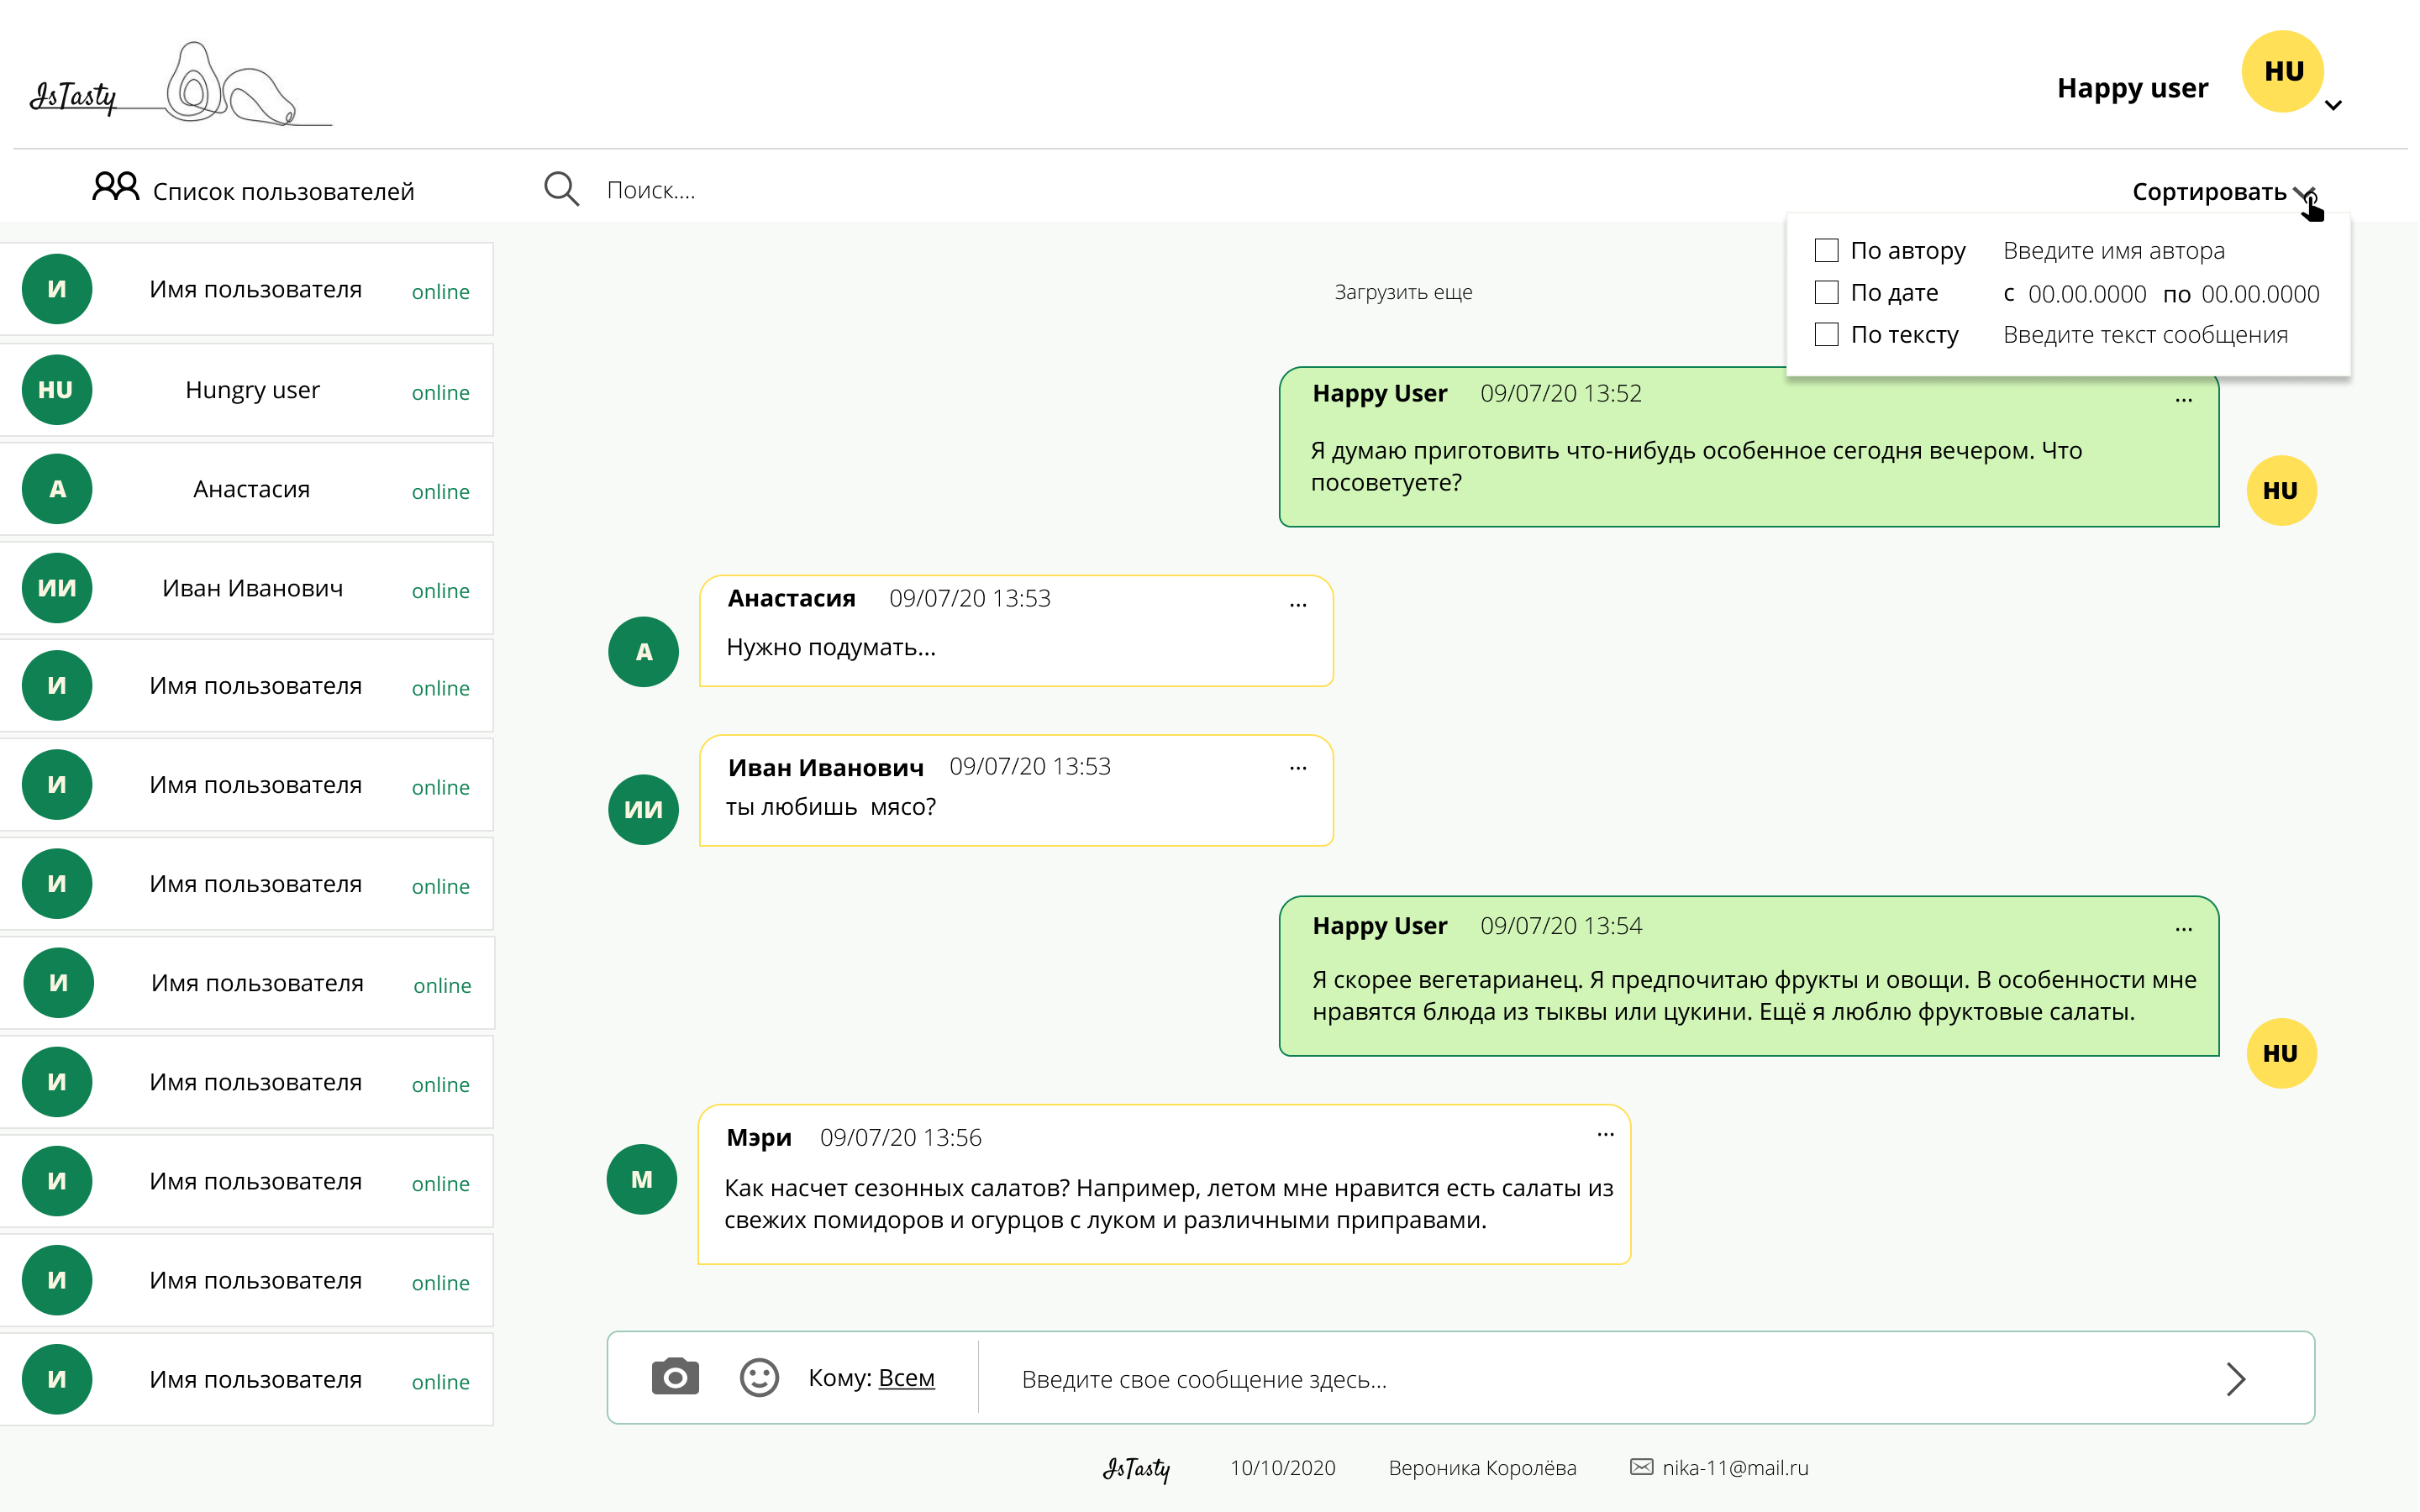 IsTasty
Happy user
HU
Список пользователей
Поиск....
Сортировать
По автору Введите имя автора
По дате с 00.00.0000 по 00.00.0000
По тексту Введите текст сообщения
И Имя пользователя online
HU Hungry user online
А Анастасия online
ИИ Иван Иванович online
И Имя пользователя online
И Имя пользователя online
И Имя пользователя online
И Имя пользователя online
И Имя пользователя online
И Имя пользователя online
И Имя пользователя online
И Имя пользователя online
Загрузить еще
Happy User 09/07/20 13:52 ...
Я думаю приготовить что-нибудь особенное сегодня вечером. Что
посоветуете?
HU
Анастасия 09/07/20 13:53 ...
Нужно подумать...
А
Иван Иванович 09/07/20 13:53 ...
ты любишь  мясо?
ИИ
Happy User 09/07/20 13:54 ...
Я скорее вегетарианец. Я предпочитаю фрукты и овощи. В особенности мне
нравятся блюда из тыквы или цукини. Ещё я люблю фруктовые салаты.
HU
Мэри 09/07/20 13:56 ...
Как насчет сезонных салатов? Например, летом мне нравится есть салаты из
свежих помидоров и огурцов с луком и различными приправами.
М
Кому: Всем
Введите свое сообщение здесь...
IsTasty 10/10/2020 Вероника Королёва nika-11@mail.ru